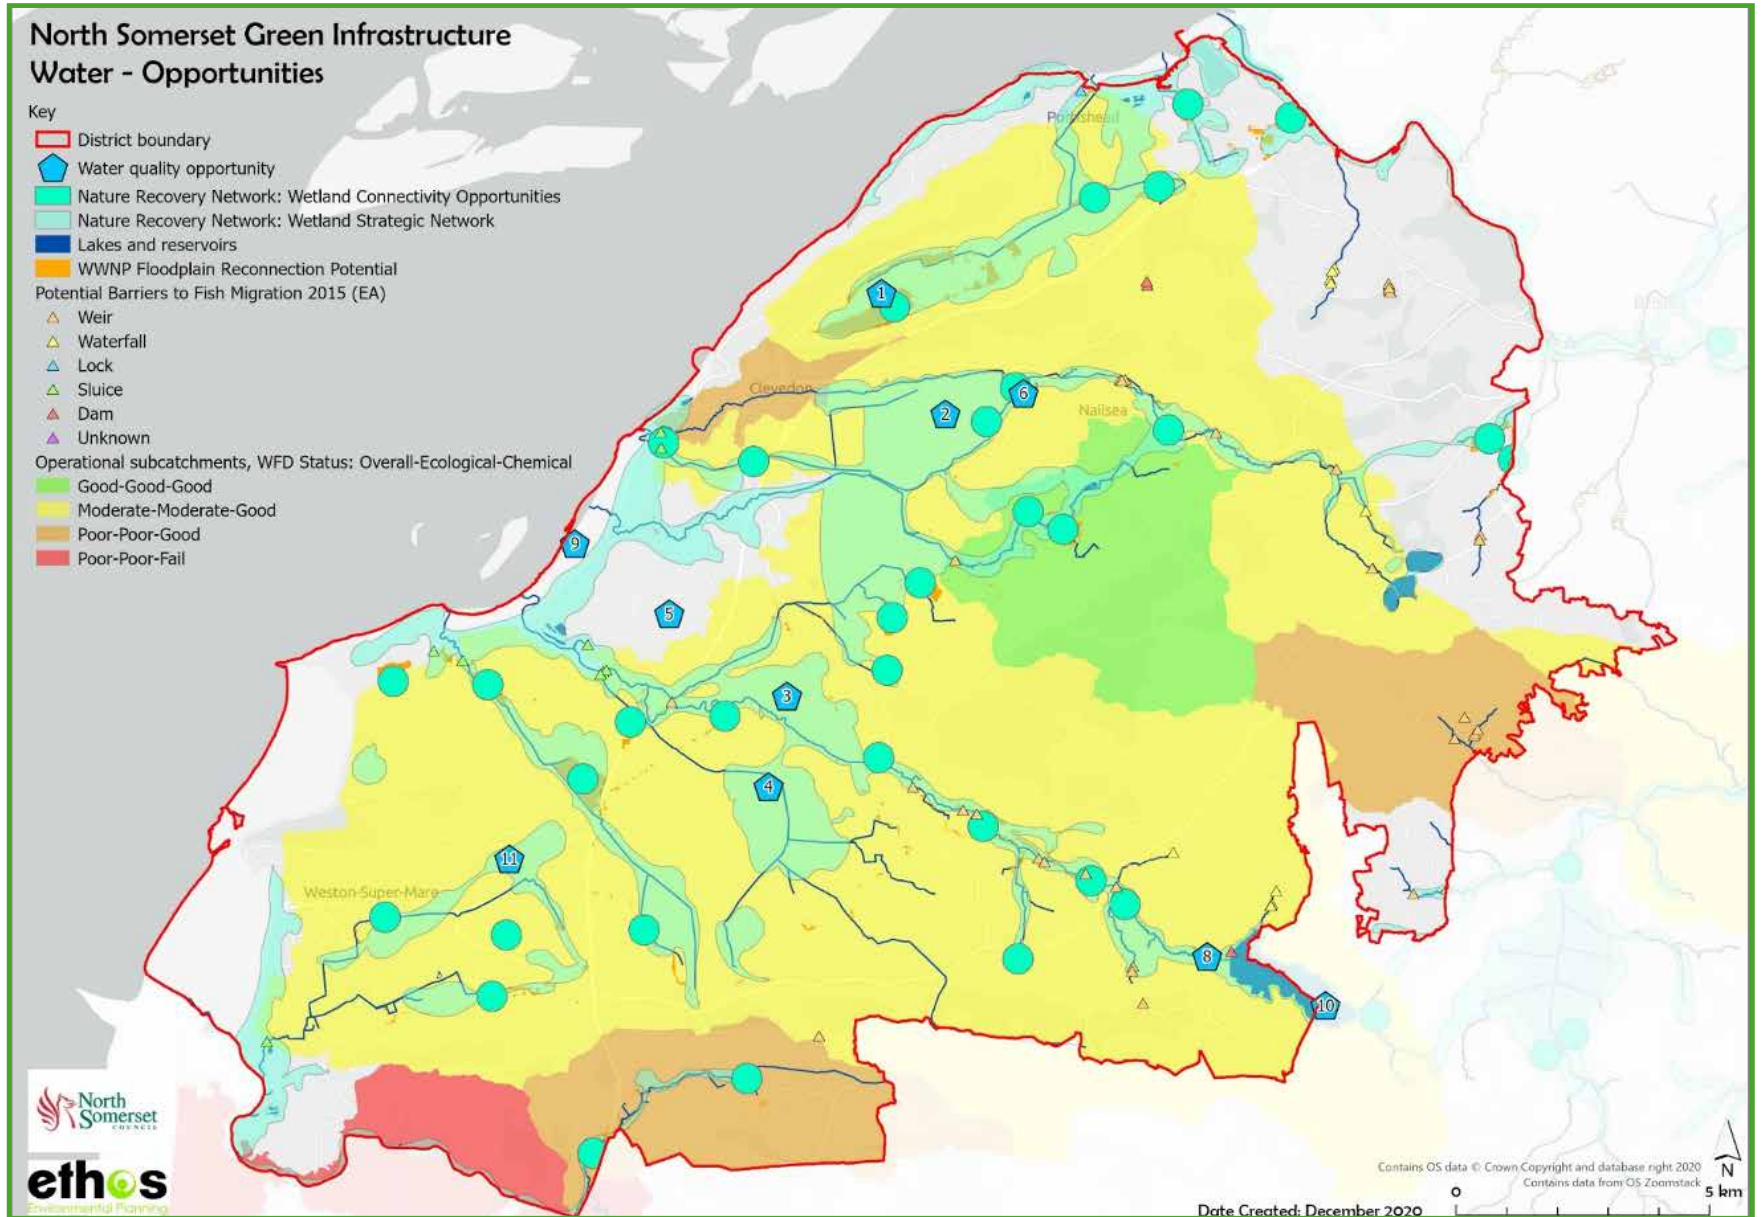 North Somerset Green Infrastructure
Water - Opportunities
Key
District boundary
Water quality opportunity
Nature Recovery Network: Wetland Connectivity Opportunities
Nature Recovery Network: Wetland Strategic Network
Lakes and reservoirs
WWNP Floodplain Reconnection Potential
Potential Barriers to Fish Migration 2015 (EA)
Weir
Waterfall
Lock
Sluice
Dam
Unknown
Operational subcatchments, WFD Status: Overall-Ecological-Chemical
Good-Good-Good
Moderate-Moderate-Good
Poor-Poor-Good
Poor-Poor-Fail
Portishead
1
Clevedon
6
2
Nailsea
9
5
3
4
11
Weston-Super-Mare
8
10
North
Somerset
COUNCIL
ethos
Environmental Planning
Contains OS data © Crown Copyright and database right 2020
Contains data from OS Zoomstack
N
0
5 km
Date Created: December 2020